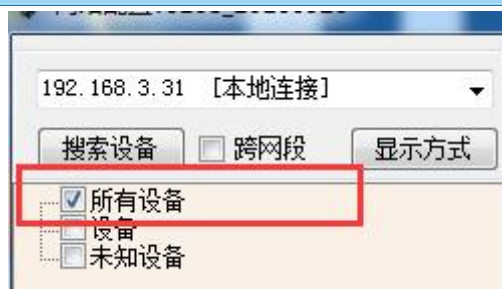 192.168.3.31 [本地连接]
搜索设备 跨网段 显示方式
所有设备
设备
未知设备